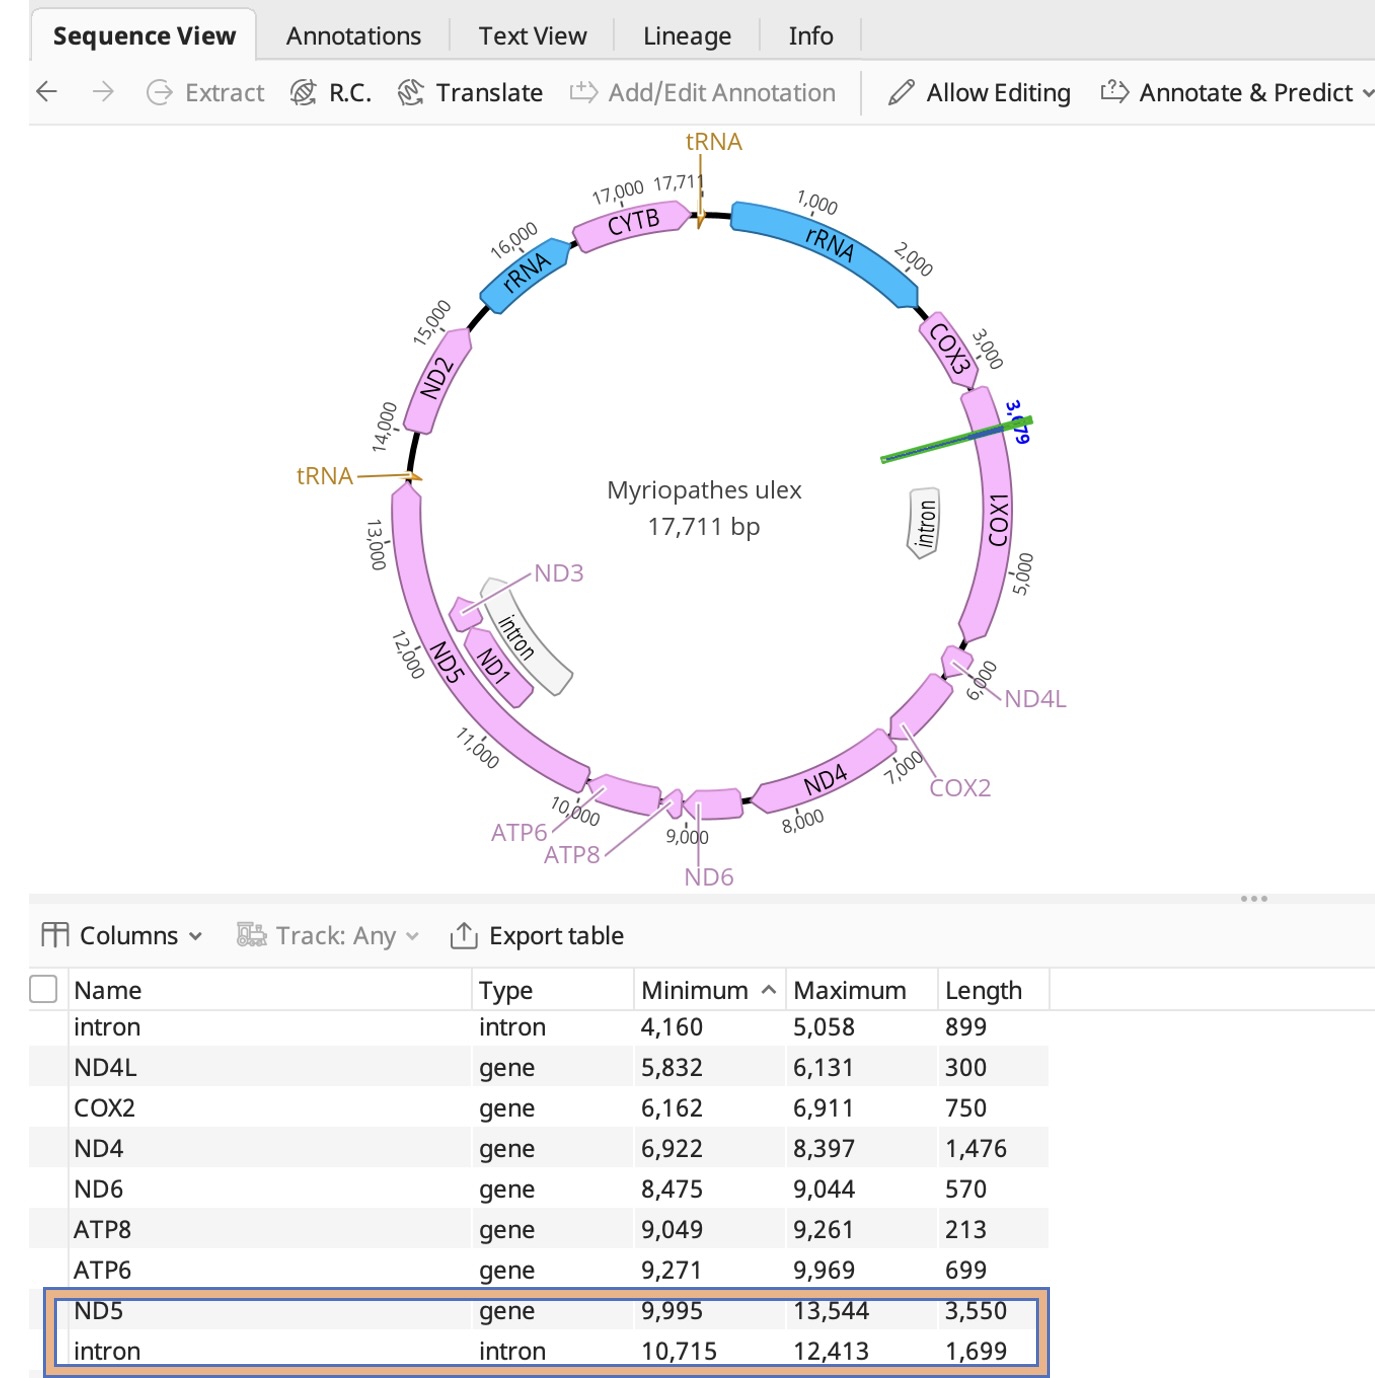 Sequence View Annotations Text View Lineage Info
Extract R.C. Translate Add/Edit Annotation Allow Editing Annotate & Predict
tRNA
17,000 17,711
CYTB
1,000
rRNA
16,000
rRNA
2,000
15,000
COX3
3,000
ND2
14,000
tRNA
Myriopathes ulex
17,711 bp
intron
COX1
13,000
5,000
ND3
intron
12,000
ND5
ND1
6,000
ND4L
11,000
7,000
ND4
COX2
10,000
8,000
ATP6
9,000
ATP8
ND6
Columns Track: Any Export table
Name Type Minimum Maximum Length
intron intron 4,160 5,058 899
ND4L gene 5,832 6,131 300
COX2 gene 6,162 6,911 750
ND4 gene 6,922 8,397 1,476
ND6 gene 8,475 9,044 570
ATP8 gene 9,049 9,261 213
ATP6 gene 9,271 9,969 699
ND5 gene 9,995 13,544 3,550
intron intron 10,715 12,413 1,699